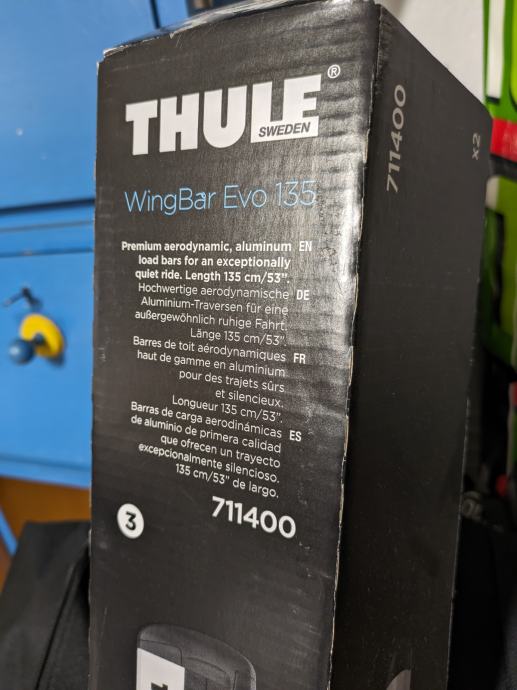 THULE®
SWEDEN
WingBar Evo 135
Premium aerodynamic, aluminum EN
load bars for an exceptionally
quiet ride. Length 135 cm/53”.
Hochwertige aerodynamische DE
Aluminium-Traversen für eine
außergewöhnlich ruhige Fahrt.
Länge 135 cm/53”.
Barres de toit aérodynamiques FR
haut de gamme en aluminium
pour des trajets sûrs
et silencieux.
Longueur 135 cm/53”.
Barras de carga aerodinámicas ES
de aluminio de primera calidad
que ofrecen un trayecto
excepcionalmente silencioso.
135 cm/53” de largo.
3
711400
711400
x2